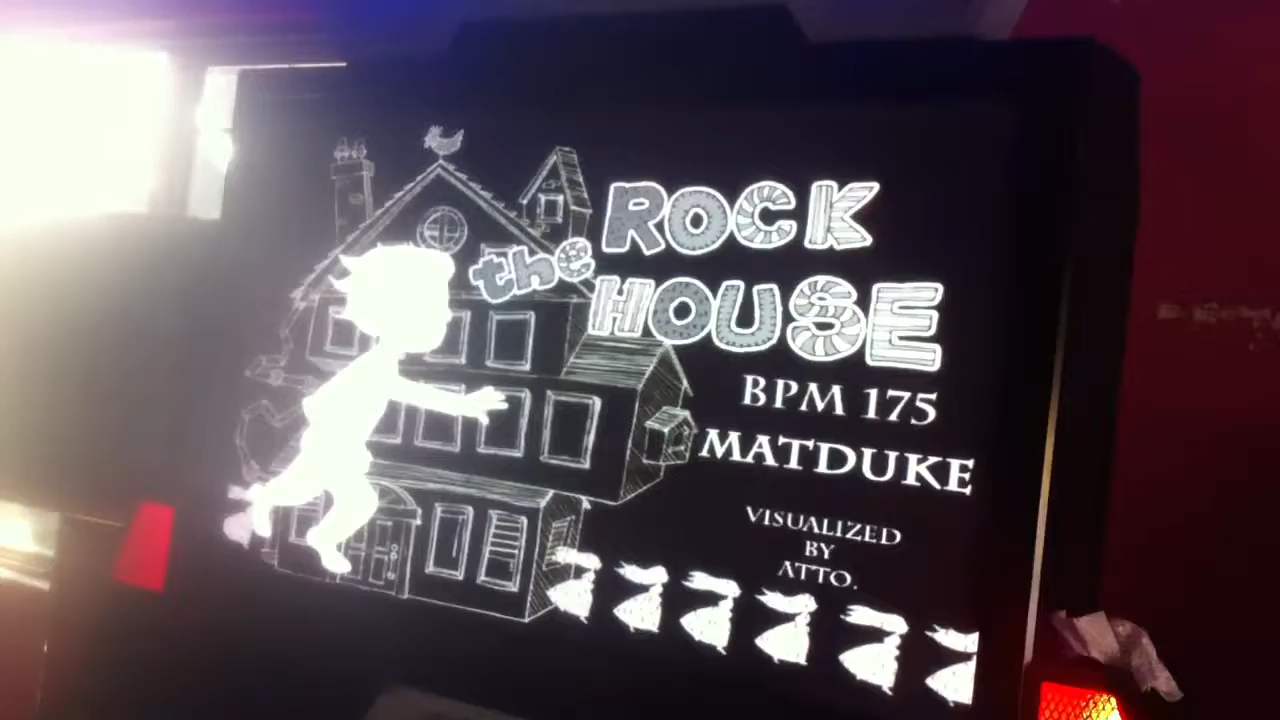 ROCK
the
HOUSE
BPM 175
MATDUKE
VISUALIZED
BY
ATTO.